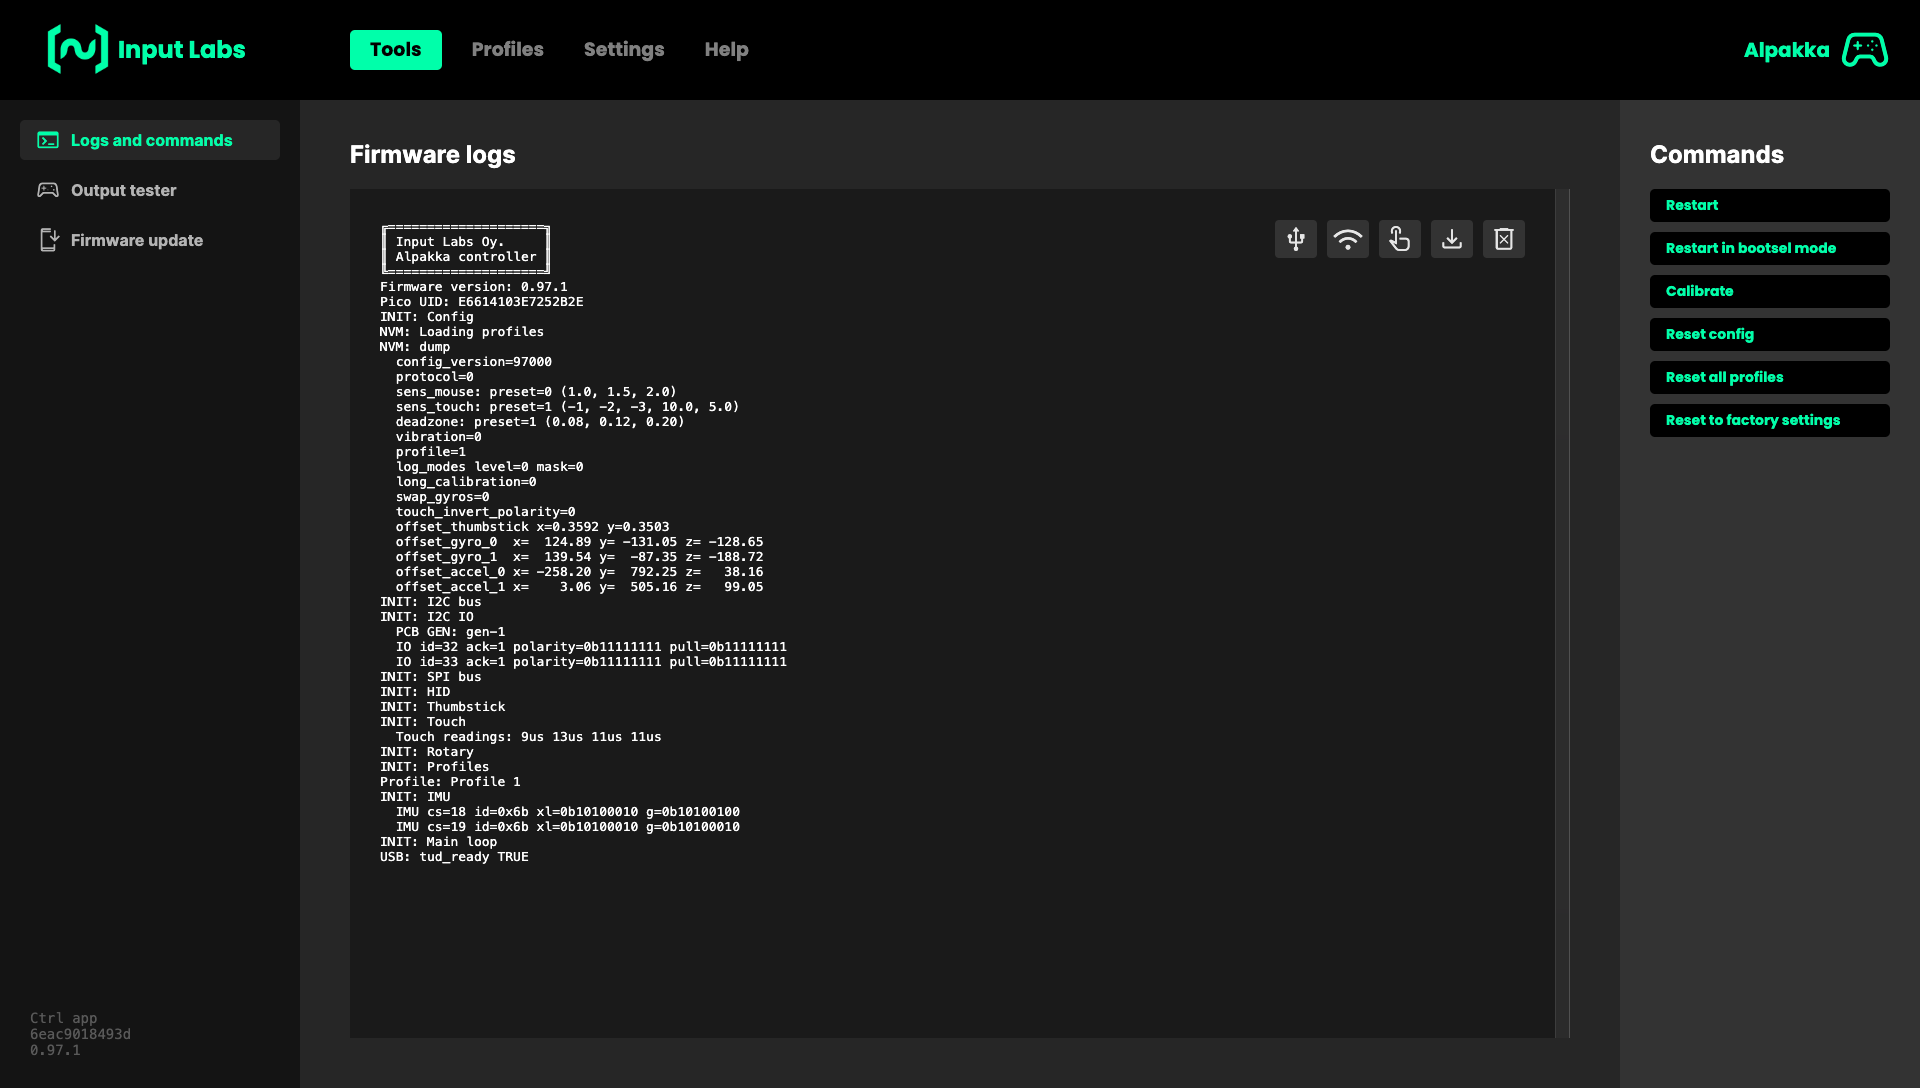 Input Labs
Tools
Profiles
Settings
Help
Alpakka
Logs and commands
Output tester
Firmware update
Firmware logs
╔====================╗
║ Input Labs Oy.     ║
║ Alpakka controller ║
╚====================╝
Firmware version: 0.97.1
Pico UID: E6614103E7252B2E
INIT: Config
NVM: Loading profiles
NVM: dump
  config_version=97000
  protocol=0
  sens_mouse: preset=0 (1.0, 1.5, 2.0)
  sens_touch: preset=1 (-1, -2, -3, 10.0, 5.0)
  deadzone: preset=1 (0.08, 0.12, 0.20)
  vibration=0
  profile=1
  log_modes level=0 mask=0
  long_calibration=0
  swap_gyros=0
  touch_invert_polarity=0
  offset_thumbstick x=0.3592 y=0.3503
  offset_gyro_0  x=  124.89 y= -131.05 z= -128.65
  offset_gyro_1  x=  139.54 y=  -87.35 z= -188.72
  offset_accel_0 x= -258.20 y=  792.25 z=   38.16
  offset_accel_1 x=    3.06 y=  505.16 z=   99.05
INIT: I2C bus
INIT: I2C IO
  PCB GEN: gen-1
  IO id=32 ack=1 polarity=0b11111111 pull=0b11111111
  IO id=33 ack=1 polarity=0b11111111 pull=0b11111111
INIT: SPI bus
INIT: HID
INIT: Thumbstick
INIT: Touch
  Touch readings: 9us 13us 11us 11us
INIT: Rotary
INIT: Profiles
Profile: Profile 1
INIT: IMU
  IMU cs=18 id=0x6b xl=0b10100010 g=0b10100100
  IMU cs=19 id=0x6b xl=0b10100010 g=0b10100010
INIT: Main loop
USB: tud_ready TRUE
Commands
Restart
Restart in bootsel mode
Calibrate
Reset config
Reset all profiles
Reset to factory settings
Ctrl app
6eac9018493d
0.97.1